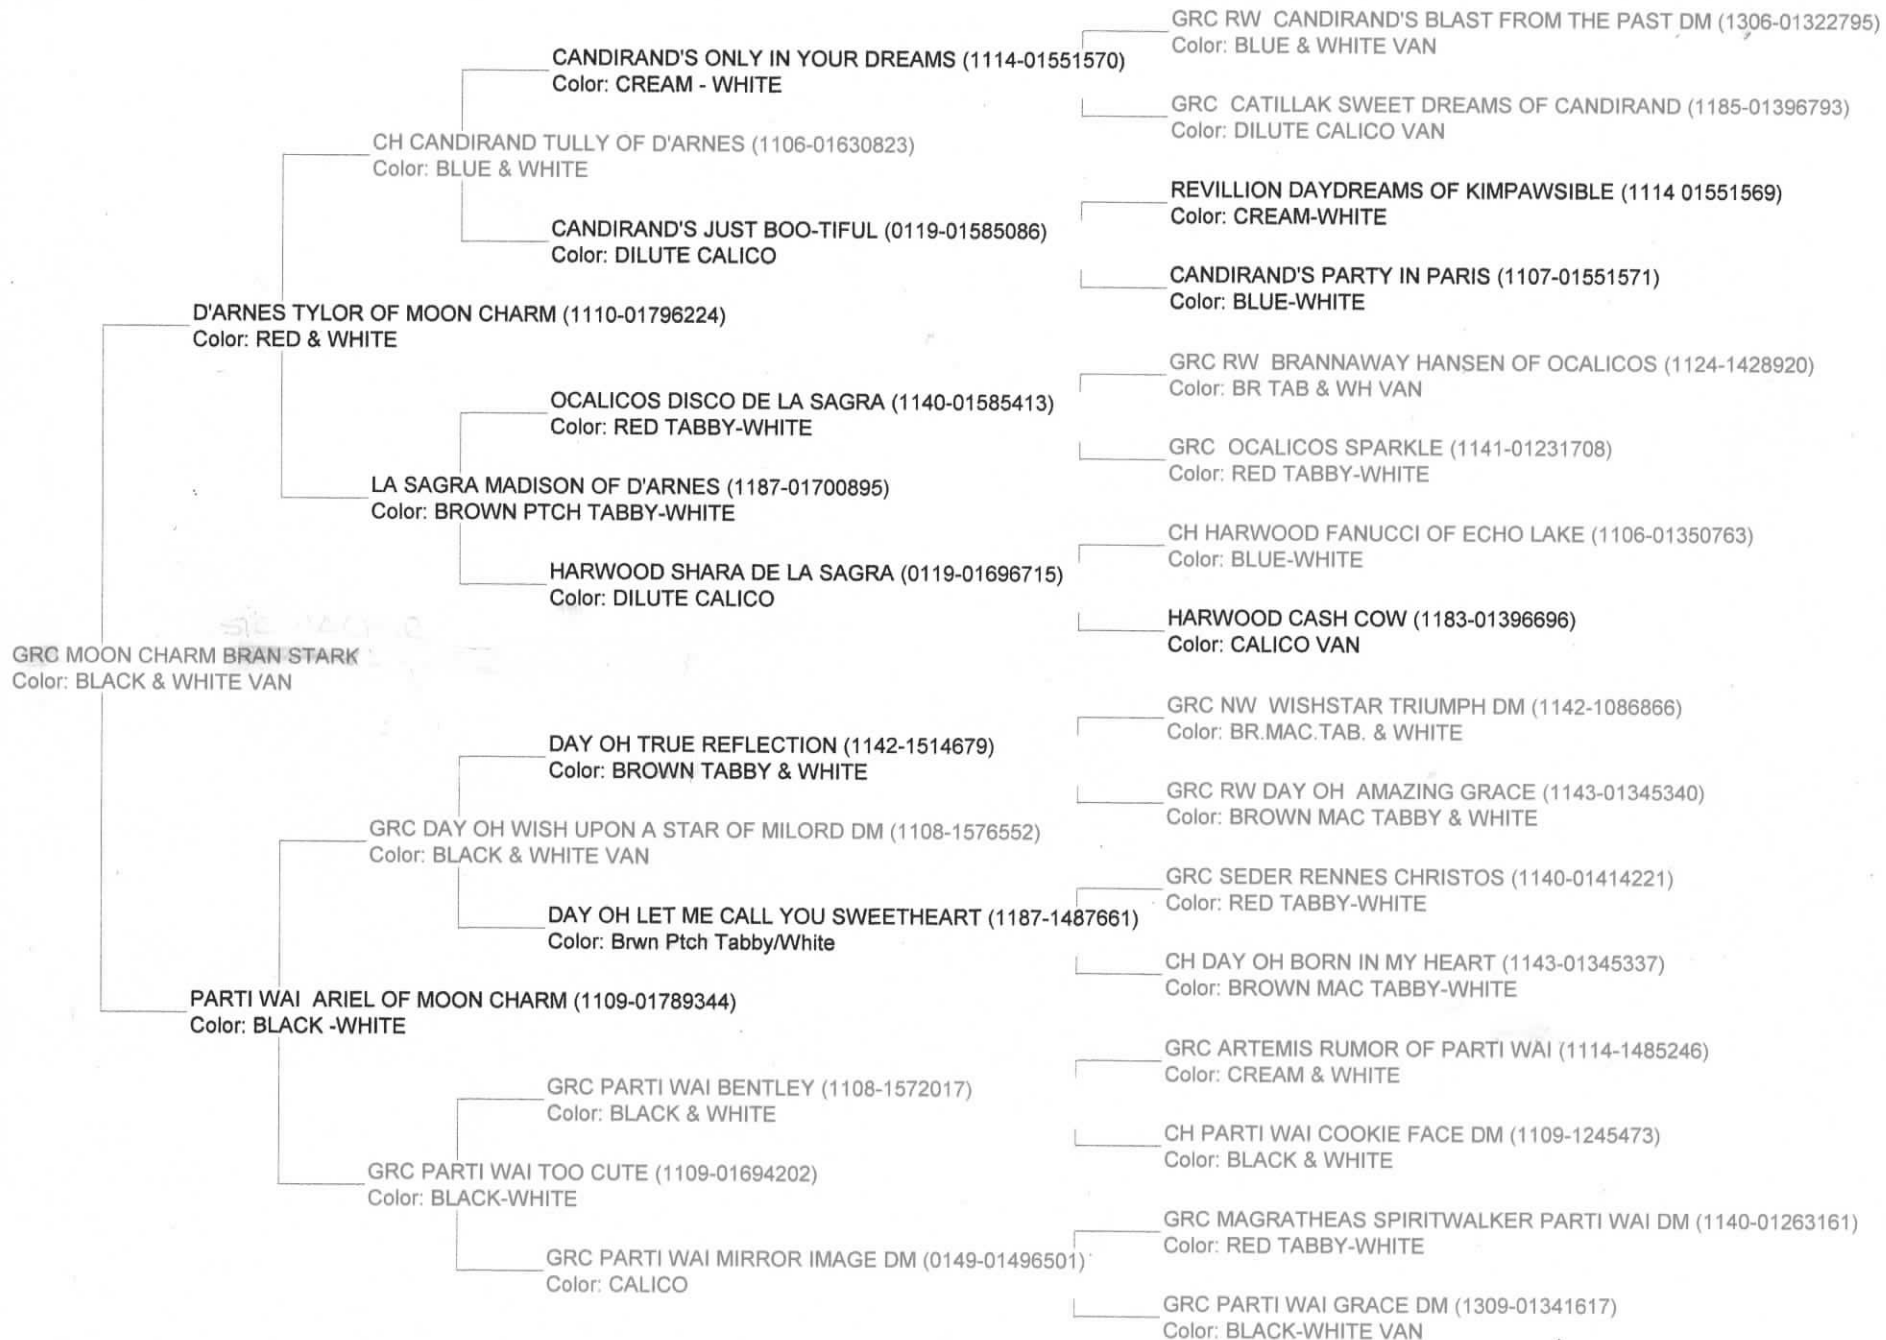 GRC RW CANDIRAND'S BLAST FROM THE PAST DM (1306-01322795)
Color: BLUE & WHITE VAN
CANDIRAND'S ONLY IN YOUR DREAMS (1114-01551570)
Color: CREAM - WHITE
GRC CATILLAK SWEET DREAMS OF CANDIRAND (1185-01396793)
Color: DILUTE CALICO VAN
CH CANDIRAND TULLY OF D'ARNES (1106-01630823)
Color: BLUE & WHITE
REVILLION DAYDREAMS OF KIMPAWSIBLE (1114 01551569)
Color: CREAM-WHITE
CANDIRAND'S JUST BOO-TIFUL (0119-01585086)
Color: DILUTE CALICO
CANDIRAND'S PARTY IN PARIS (1107-01551571)
Color: BLUE-WHITE
D'ARNES TYLOR OF MOON CHARM (1110-01796224)
Color: RED & WHITE
GRC RW BRANNAWAY HANSEN OF OCALICOS (1124-1428920)
Color: BR TAB & WH VAN
OCALICOS DISCO DE LA SAGRA (1140-01585413)
Color: RED TABBY-WHITE
GRC OCALICOS SPARKLE (1141-01231708)
Color: RED TABBY-WHITE
LA SAGRA MADISON OF D'ARNES (1187-01700895)
Color: BROWN PTCH TABBY-WHITE
CH HARWOOD FANUCCI OF ECHO LAKE (1106-01350763)
Color: BLUE-WHITE
HARWOOD SHARA DE LA SAGRA (0119-01696715)
Color: DILUTE CALICO
HARWOOD CASH COW (1183-01396696)
Color: CALICO VAN
GRC MOON CHARM BRAN STARK
Color: BLACK & WHITE VAN
GRC NW WISHSTAR TRIUMPH DM (1142-1086866)
Color: BR.MAC.TAB. & WHITE
DAY OH TRUE REFLECTION (1142-1514679)
Color: BROWN TABBY & WHITE
GRC RW DAY OH AMAZING GRACE (1143-01345340)
Color: BROWN MAC TABBY & WHITE
GRC DAY OH WISH UPON A STAR OF MILORD DM (1108-1576552)
Color: BLACK & WHITE VAN
GRC SEDER RENNES CHRISTOS (1140-01414221)
Color: RED TABBY-WHITE
DAY OH LET ME CALL YOU SWEETHEART (1187-1487661)
Color: Brwn Ptch Tabby/White
CH DAY OH BORN IN MY HEART (1143-01345337)
Color: BROWN MAC TABBY-WHITE
PARTI WAI ARIEL OF MOON CHARM (1109-01789344)
Color: BLACK -WHITE
GRC ARTEMIS RUMOR OF PARTI WAI (1114-1485246)
Color: CREAM & WHITE
GRC PARTI WAI BENTLEY (1108-1572017)
Color: BLACK & WHITE
CH PARTI WAI COOKIE FACE DM (1109-1245473)
Color: BLACK & WHITE
GRC PARTI WAI TOO CUTE (1109-01694202)
Color: BLACK-WHITE
GRC MAGRATHEAS SPIRITWALKER PARTI WAI DM (1140-01263161)
Color: RED TABBY-WHITE
GRC PARTI WAI MIRROR IMAGE DM (0149-01496501)
Color: CALICO
GRC PARTI WAI GRACE DM (1309-01341617)
Color: BLACK-WHITE VAN